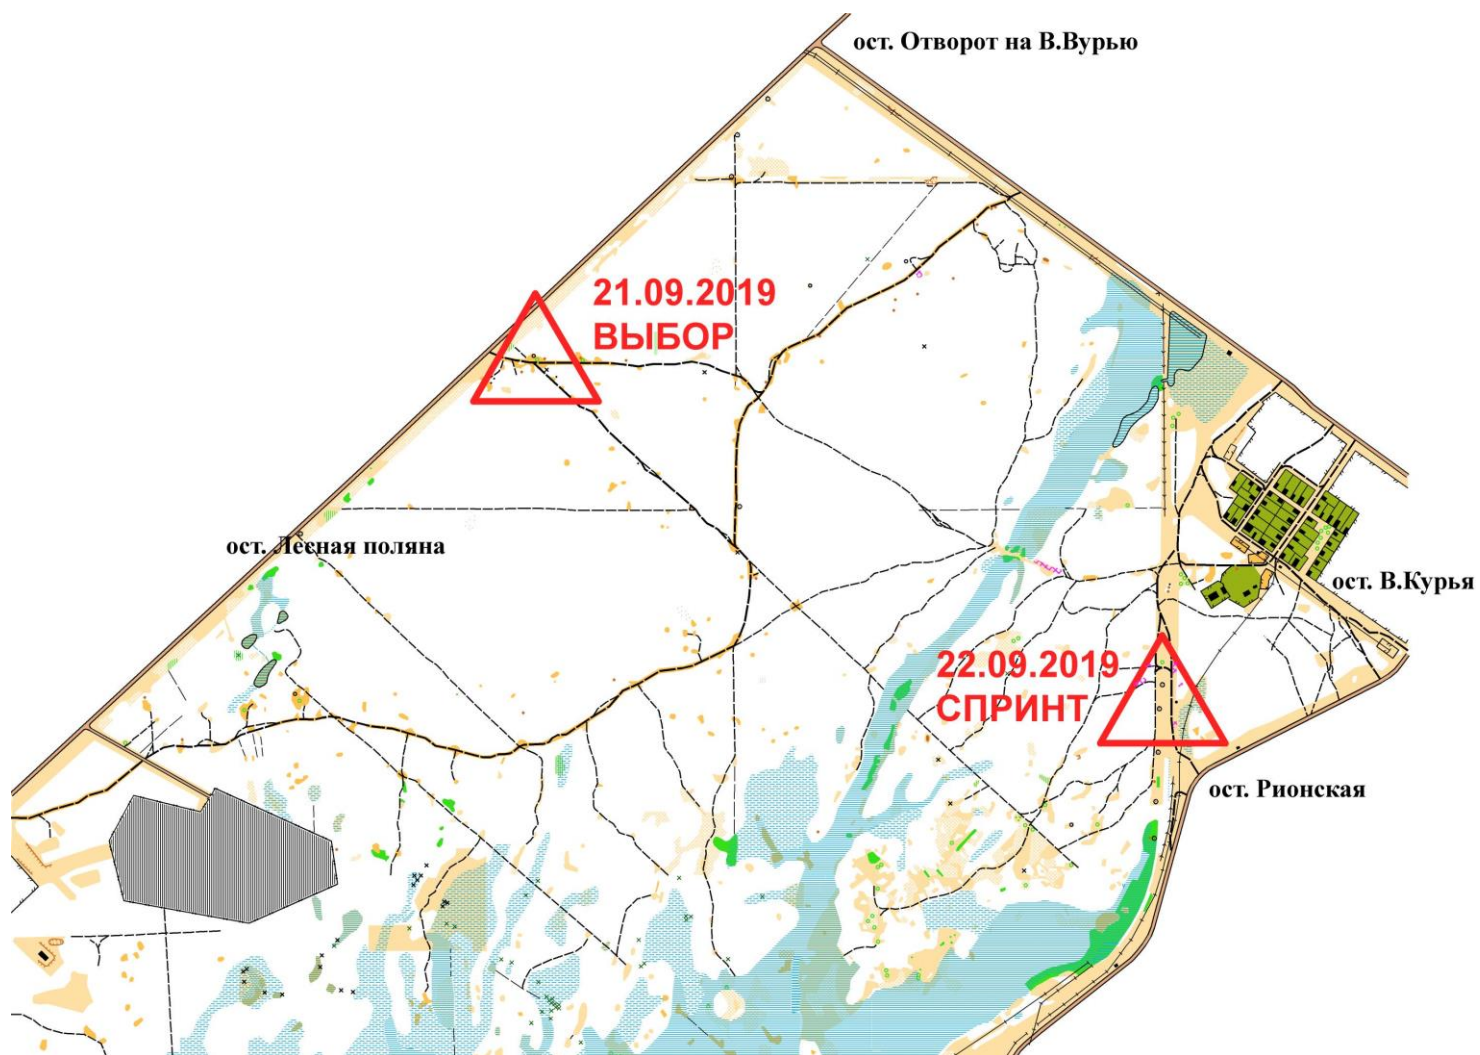 ост. Отворот на В.Вурью
21.09.2019
ВЫБОР
ост. Лесная поляна
ост. В.Курья
22.09.2019
СПРИНТ
ост. Рионская